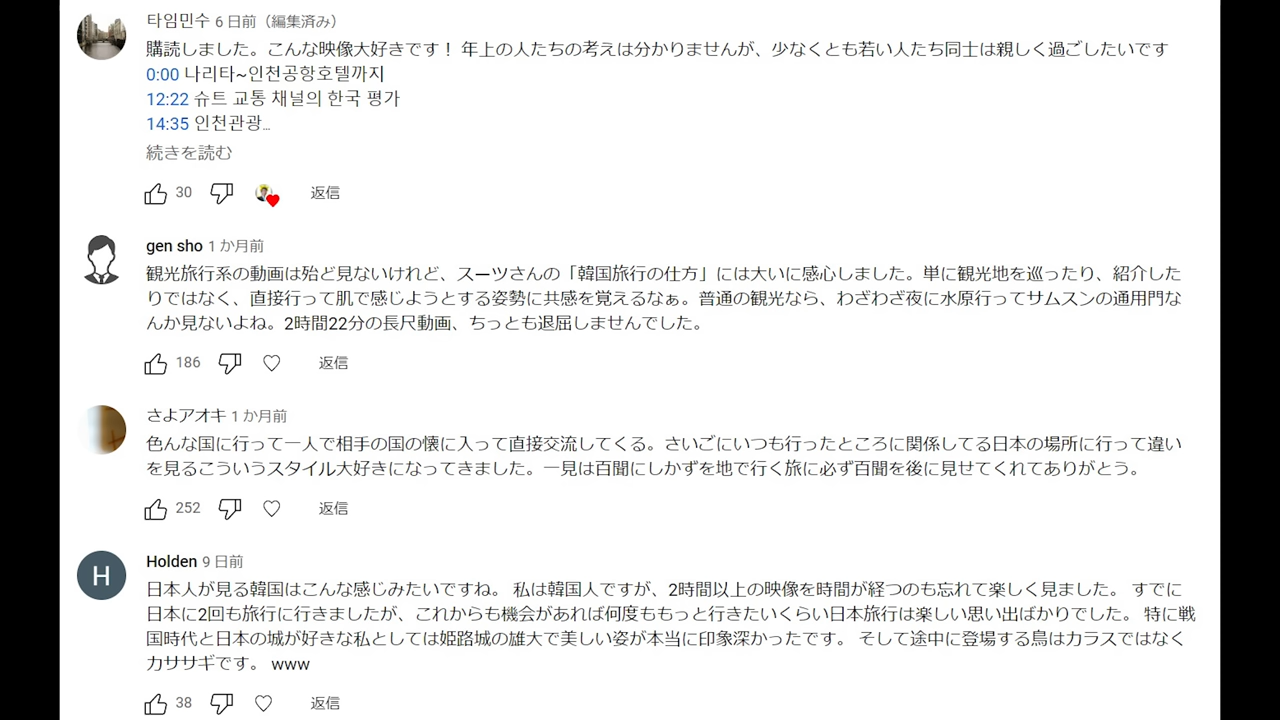 타임민수 6 日前（編集済み）
購読しました。こんな映像大好きです！ 年上の人たちの考えは分かりませんが、少なくとも若い人たち同士は親しく過ごしたいです
0:00 나리타~인천공항호텔까지
12:22 슈트 교통 채널의 한국 평가
14:35 인천관광...
続きを読む
30 返信
gen sho 1 か月前
観光旅行系の動画は殆ど見ないけれど、スーツさんの「韓国旅行の仕方」には大いに感心しました。単に観光地を巡ったり、紹介した
りではなく、直接行って肌で感じようとする姿勢に共感を覚えるなぁ。普通の観光なら、わざわざ夜に水原行ってサムスンの通用門な
んか見ないよね。2時間22分の長尺動画、ちっとも退屈しませんでした。
186 返信
さよアオキ 1 か月前
色んな国に行って一人で相手の国の懐に入って直接交流してくる。さいごにいつも行ったところに関係してる日本の場所に行って違い
を見るこういうスタイル大好きになってきました。一見は百聞にしかずを地で行く旅に必ず百聞を後に見せてくれてありがとう。
252 返信
H
Holden 9 日前
日本人が見る韓国はこんな感じみたいですね。 私は韓国人ですが、2時間以上の映像を時間が経つのも忘れて楽しく見ました。 すでに
日本に2回も旅行に行きましたが、これからも機会があれば何度ももっと行きたいくらい日本旅行は楽しい思い出ばかりでした。 特に戦
国時代と日本の城が好きな私としては姫路城の雄大で美しい姿が本当に印象深かったです。 そして途中に登場する鳥はカラスではなく
カササギです。 www
38 返信